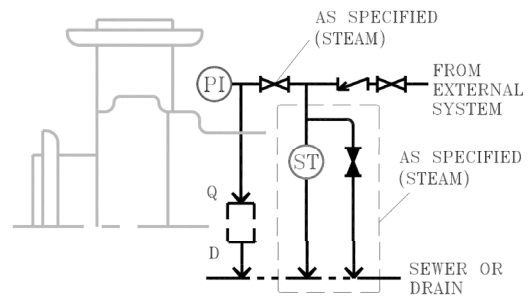 AS SPECIFIED
(STEAM)
PI
FROM
EXTERNAL
SYSTEM
ST
AS SPECIFIED
(STEAM)
Q
D
SEWER OR
DRAIN